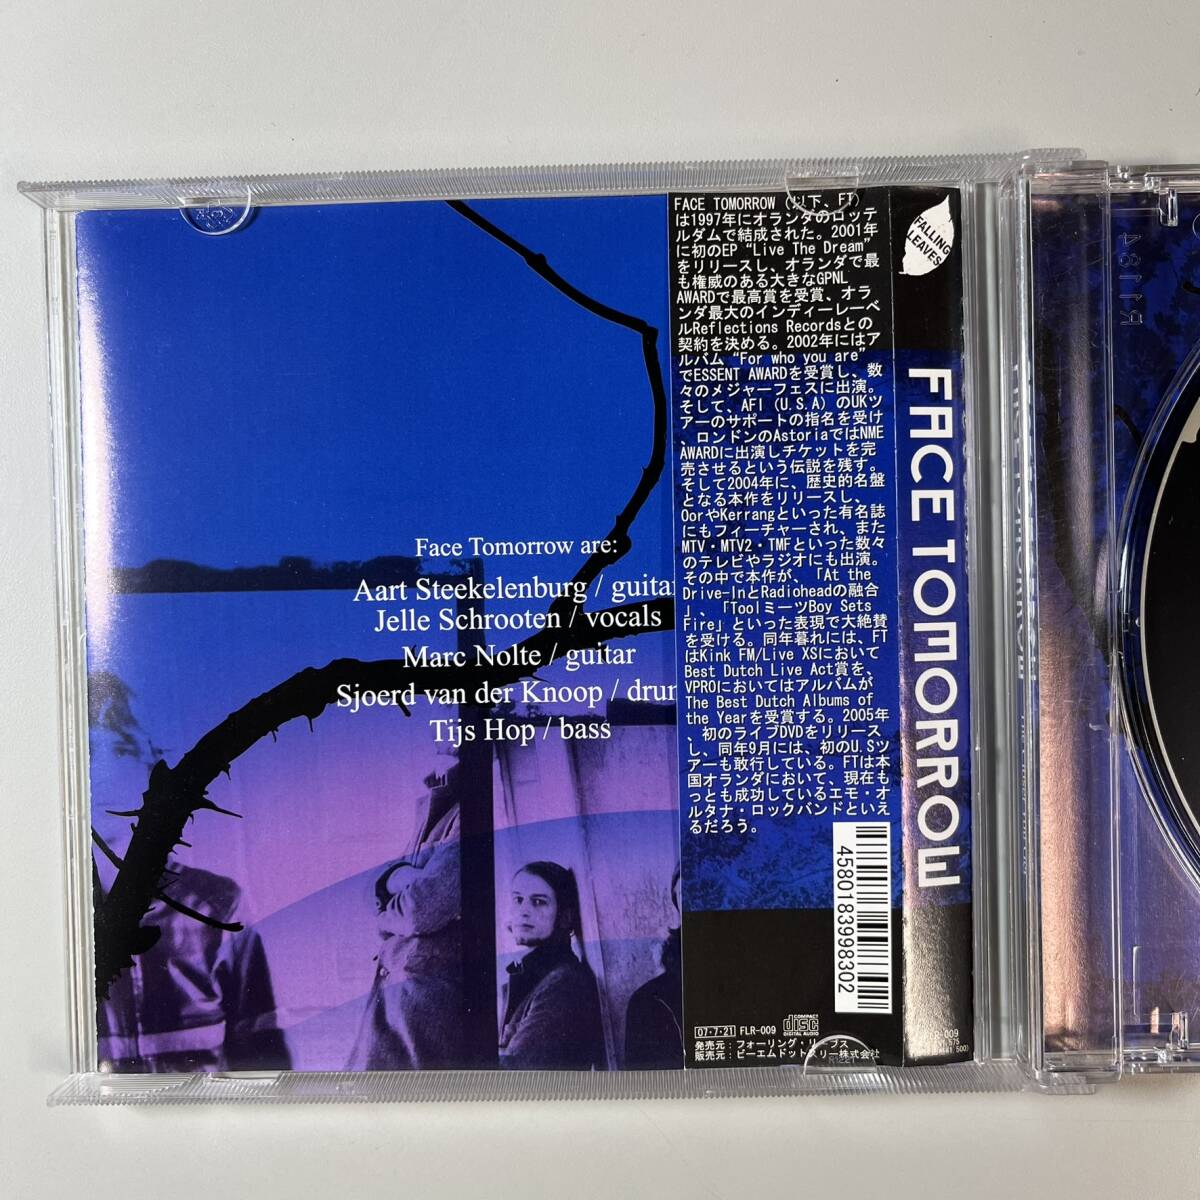 Face Tomorrow are:
Aart Steekelenburg / guitar
Jelle Schrooten / vocals
Marc Nolte / guitar
Sjoerd van der Knoop / drum
Tijs Hop / bass
FACE TOMORROW (以下、FT)
は1997年にオランダのロッテ
ルダムで結成された。2001年
に初のEP“Live The Dream”
をリリースし、オランダで最
も権威のある大きなGPNL
AWARDで最高賞を受賞、オラ
ンダ最大のインディーレーベ
ルReflections Recordsとの
契約を決める。2002年にはア
ルバム“For who you are”
でESSENT AWARDを受賞し、数
々のメジャーフェスに出演。
そして、AFI (U.S.A) のUKツ
アーのサポートの指名を受け
、ロンドンのAstoriaではNME
AWARDに出演しチケットを完
売させるという伝説を残す。
そして2004年に、歴史的名盤
となる本作をリリースし、
OorやKerrangといった有名誌
にもフィーチャーされ、また
MTV・MTV2・TMFといった数々
のテレビやラジオにも出演。
その中で本作が、「At the
Drive-InとRadioheadの融合
」、「ToolミーツBoy Sets
Fire」といった表現で大絶賛
を受ける。同年暮れには、FT
はKink FM/Live XSにおいて
Best Dutch Live Act賞を、
VPROにおいてはアルバムが
The Best Dutch Albums of
the Yearを受賞する。2005年
、初のライブDVDをリリース
し、同年9月には、初のU.Sツ
アーも敢行している。FTは本
国オランダにおいて、現在も
っとも成功しているエモ・オ
ルタナ・ロックバンドといえ
るだろう。
4580183998302
07・7・21 FLR-009 COMPACT disc DIGITAL AUDIO
発売元：フォーリング・リーブス
販売元：ビーエムドットスリー株式会社
FALLING
LEAVES
FACE TOMORROW
R-009